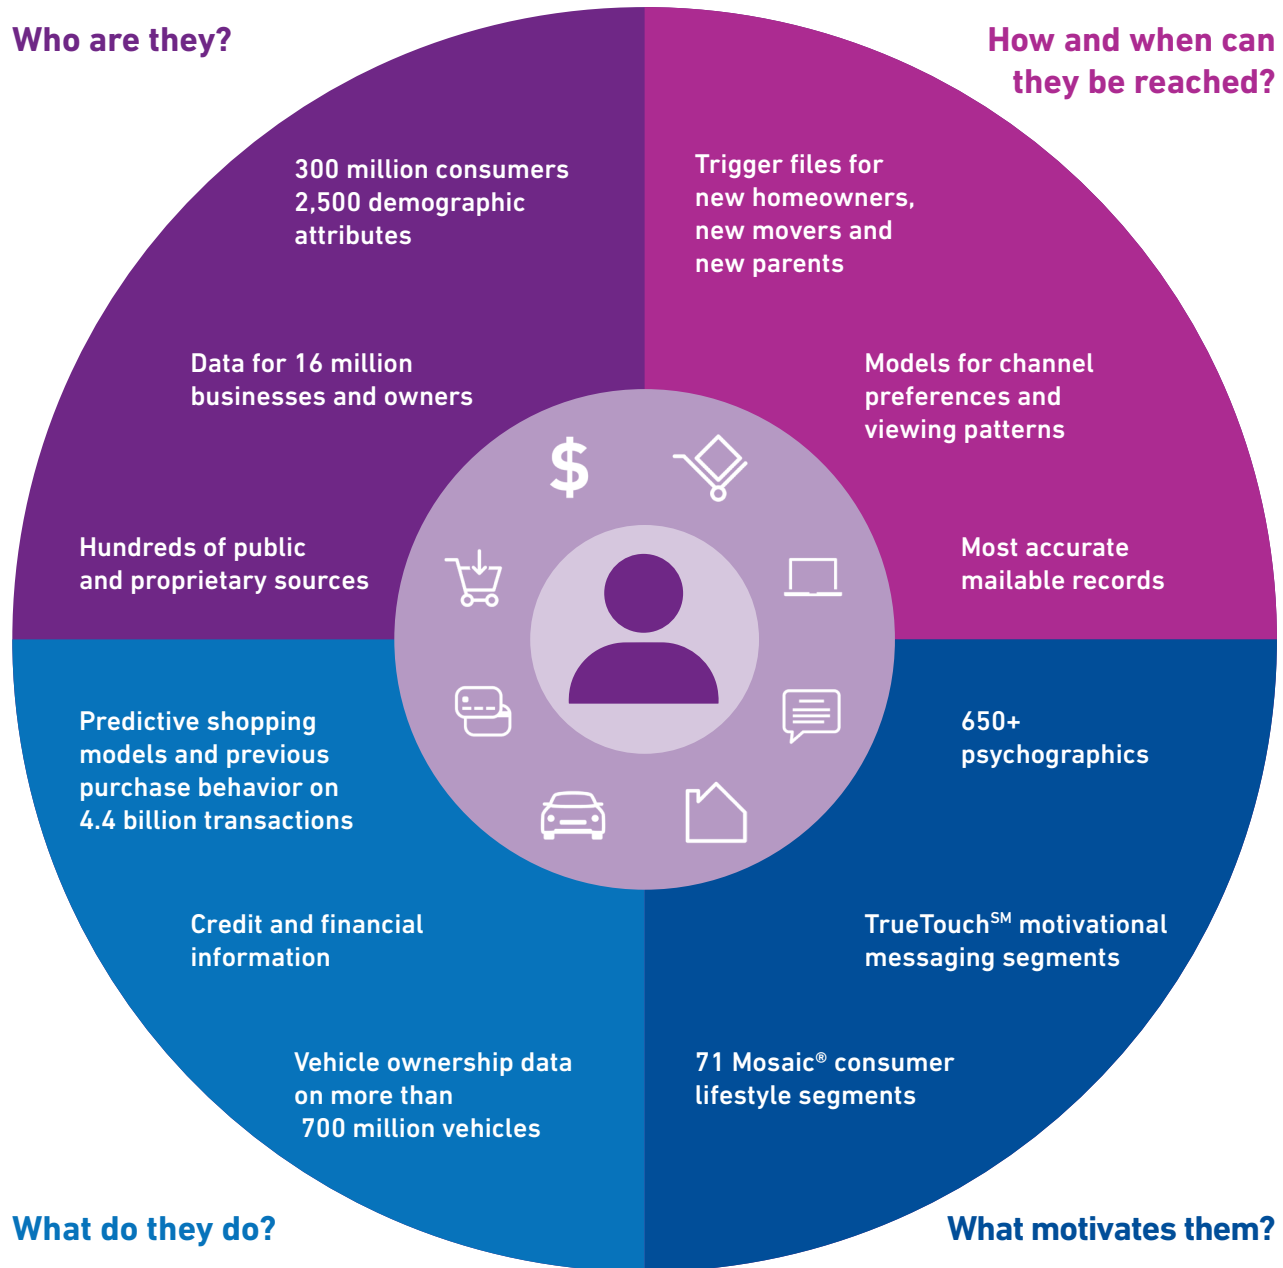 Who are they?
300 million consumers
2,500 demographic
attributes
Data for 16 million
businesses and owners
Hundreds of public
and proprietary sources
How and when can
they be reached?
Trigger files for
new homeowners,
new movers and
new parents
Models for channel
preferences and
viewing patterns
Most accurate
mailable records
$
Predictive shopping
models and previous
purchase behavior on
4.4 billion transactions
Credit and financial
information
Vehicle ownership data
on more than
700 million vehicles
What do they do?
650+
psychographics
TrueTouch℠ motivational
messaging segments
71 Mosaic® consumer
lifestyle segments
What motivates them?